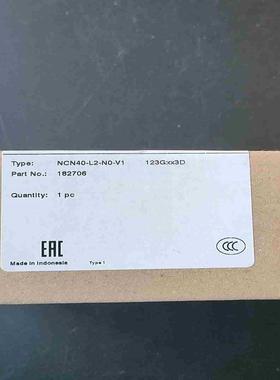 Type: NCN40-L2-N0-V1 123Gxx3D
Part No.: 182706
Quantity: 1 pc
EAC
CCC
Made in Indonesia Type 1